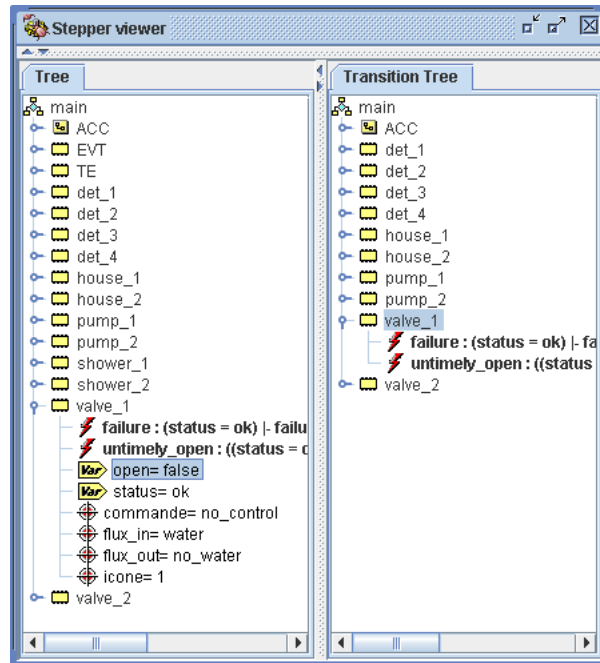 Stepper viewer
Tree
main
ACC
EVT
TE
det_1
det_2
det_3
det_4
house_1
house_2
pump_1
pump_2
shower_1
shower_2
valve_1
failure : (status = ok) |- failu
untimely_open : ((status = o
Var open= false
Var status= ok
commande= no_control
flux_in= water
flux_out= no_water
icone= 1
valve_2
Transition Tree
main
ACC
det_1
det_2
det_3
det_4
house_1
house_2
pump_1
pump_2
valve_1
failure : (status = ok) |- fa
untimely_open : ((status
valve_2